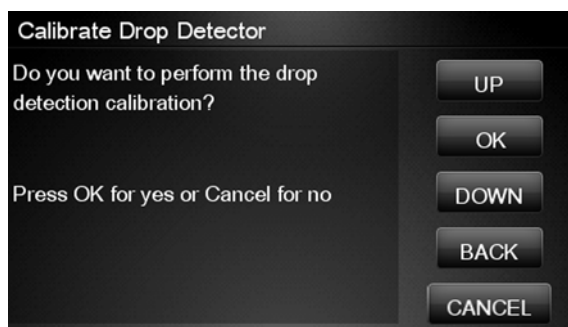 Calibrate Drop Detector
Do you want to perform the drop
detection calibration?
Press OK for yes or Cancel for no
UP
OK
DOWN
BACK
CANCEL